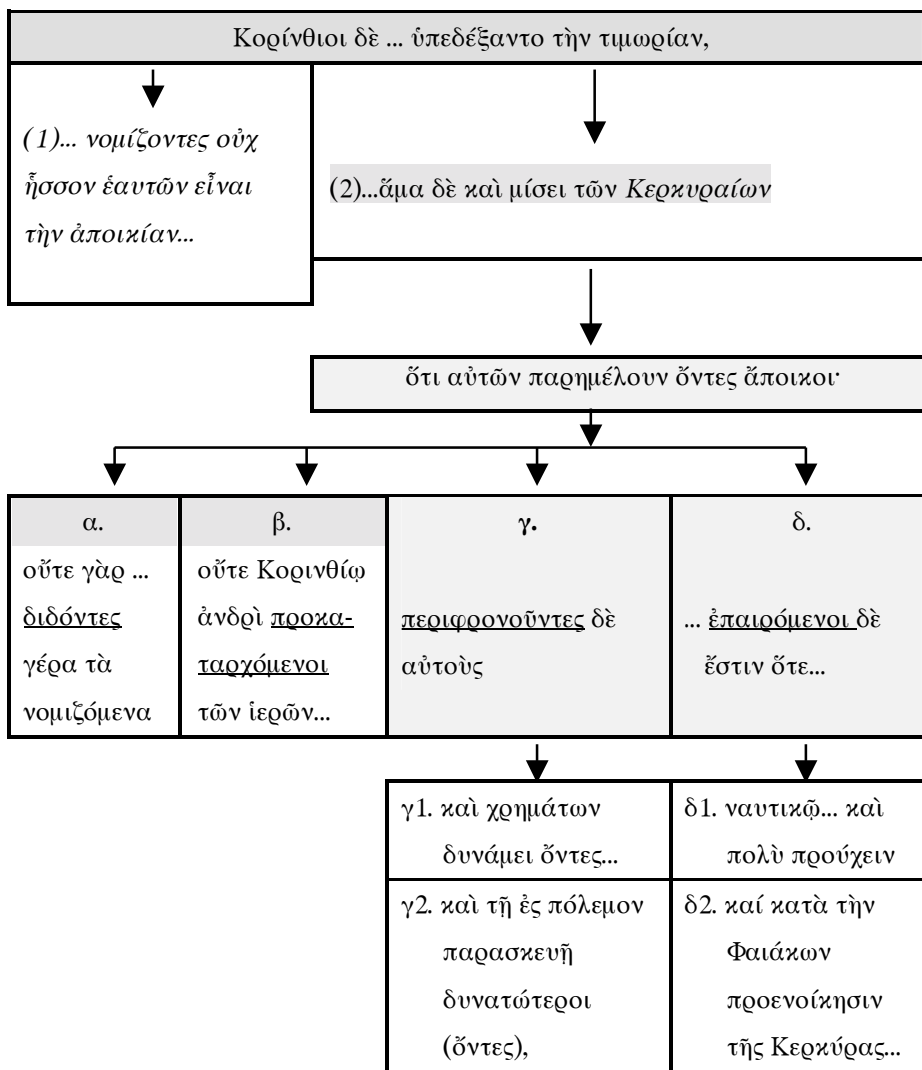 Κορίνθιοι δὲ ... ὑπεδέξαντο τὴν τιμωρίαν,
(1)... νομίζοντες οὐχ
ἧσσον ἑαυτῶν εἶναι
τὴν ἀποικίαν...
(2)...ἅμα δὲ καὶ μίσει τῶν Κερκυραίων
ὅτι αὐτῶν παρημέλουν ὄντες ἄποικοι·
α.
οὔτε γὰρ ...
διδόντες
γέρα τὰ
νομιζόμενα
β.
οὔτε Κορινθίῳ
ἀνδρὶ προκα-
ταρχόμενοι
τῶν ἱερῶν...
γ.
περιφρονοῦντες δὲ
αὐτοὺς
δ.
... ἐπαιρόμενοι δὲ
ἔστιν ὅτε...
γ1. καὶ χρημάτων
δυνάμει ὄντες...
γ2. καὶ τῇ ἐς πόλεμον
παρασκευῇ
δυνατώτεροι
(ὄντες),
δ1. ναυτικῷ... καὶ
πολὺ προύχειν
δ2. καί κατὰ τὴν
Φαιάκων
προενοίκησιν
τῆς Κερκύρας...